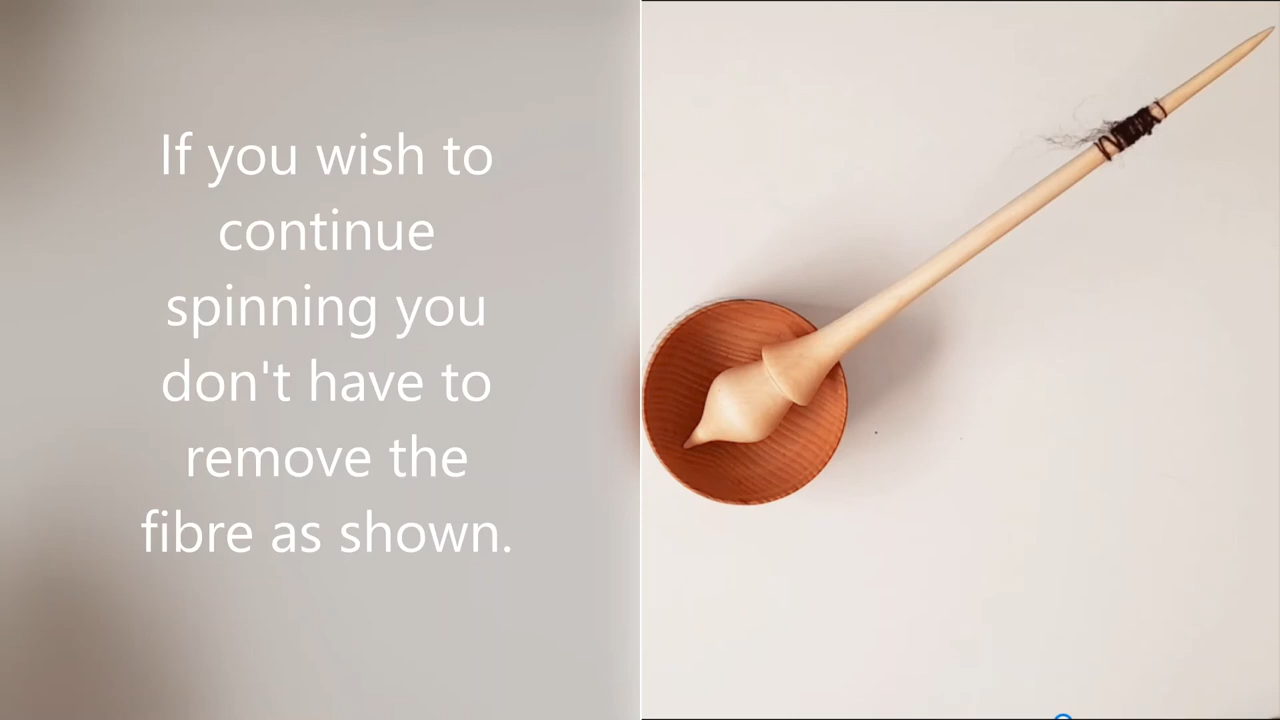 If you wish to
continue
spinning you
don't have to
remove the
fibre as shown.